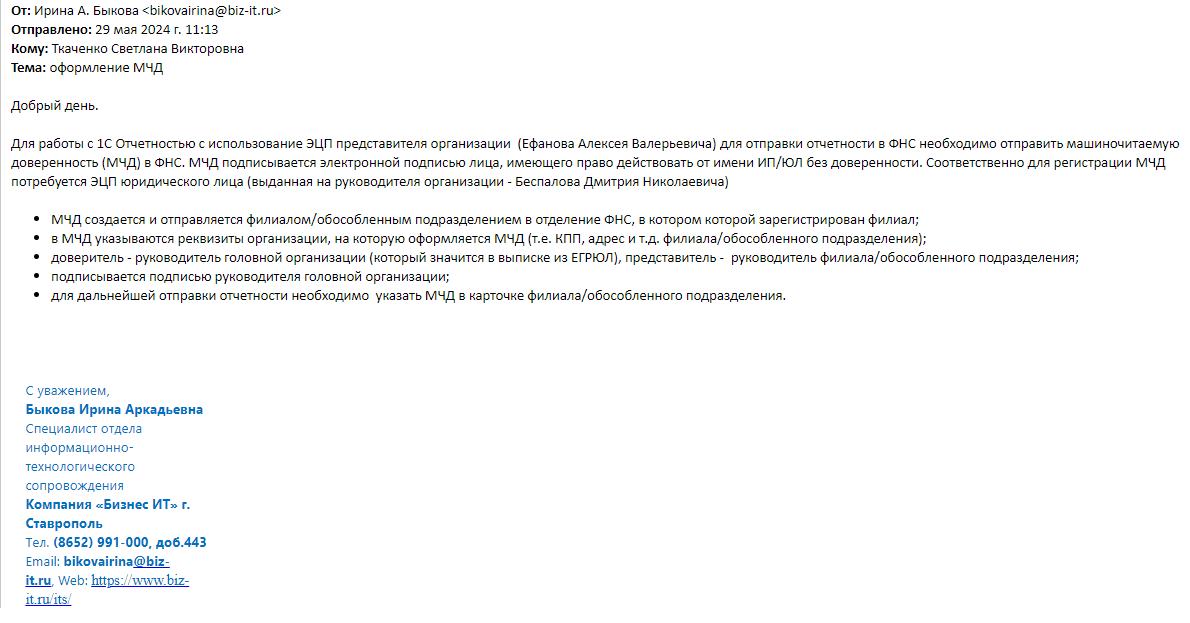 От: Ирина А. Быкова <bikovairina@biz-it.ru>
Отправлено: 29 мая 2024 г. 11:13
Кому: Ткаченко Светлана Викторовна
Тема: оформление МЧД
Добрый день.
Для работы с 1С Отчетностью с использование ЭЦП представителя организации (Ефанова Алексея Валерьевича) для отправки отчетности в ФНС необходимо отправить машиночитаемую
доверенность (МЧД) в ФНС. МЧД подписывается электронной подписью лица, имеющего право действовать от имени ИП/ЮЛ без доверенности. Соответственно для регистрации МЧД
потребуется ЭЦП юридического лица (выданная на руководителя организации - Беспалова Дмитрия Николаевича)
• МЧД создается и отправляется филиалом/обособленным подразделением в отделение ФНС, в котором которой зарегистрирован филиал;
• в МЧД указываются реквизиты организации, на которую оформляется МЧД (т.е. КПП, адрес и т.д. филиала/обособленного подразделения);
• доверитель - руководитель головной организации (который значится в выписке из ЕГРЮЛ), представитель - руководитель филиала/обособленного подразделения;
• подписывается подписью руководителя головной организации;
• для дальнейшей отправки отчетности необходимо указать МЧД в карточке филиала/обособленного подразделения.
С уважением,
Быкова Ирина Аркадьевна
Специалист отдела
информационно-
технологического
сопровождения
Компания «Бизнес ИТ» г.
Ставрополь
Тел. (8652) 991-000, доб.443
Email: bikovairina@biz-
it.ru, Web: https://www.biz-
it.ru/its/